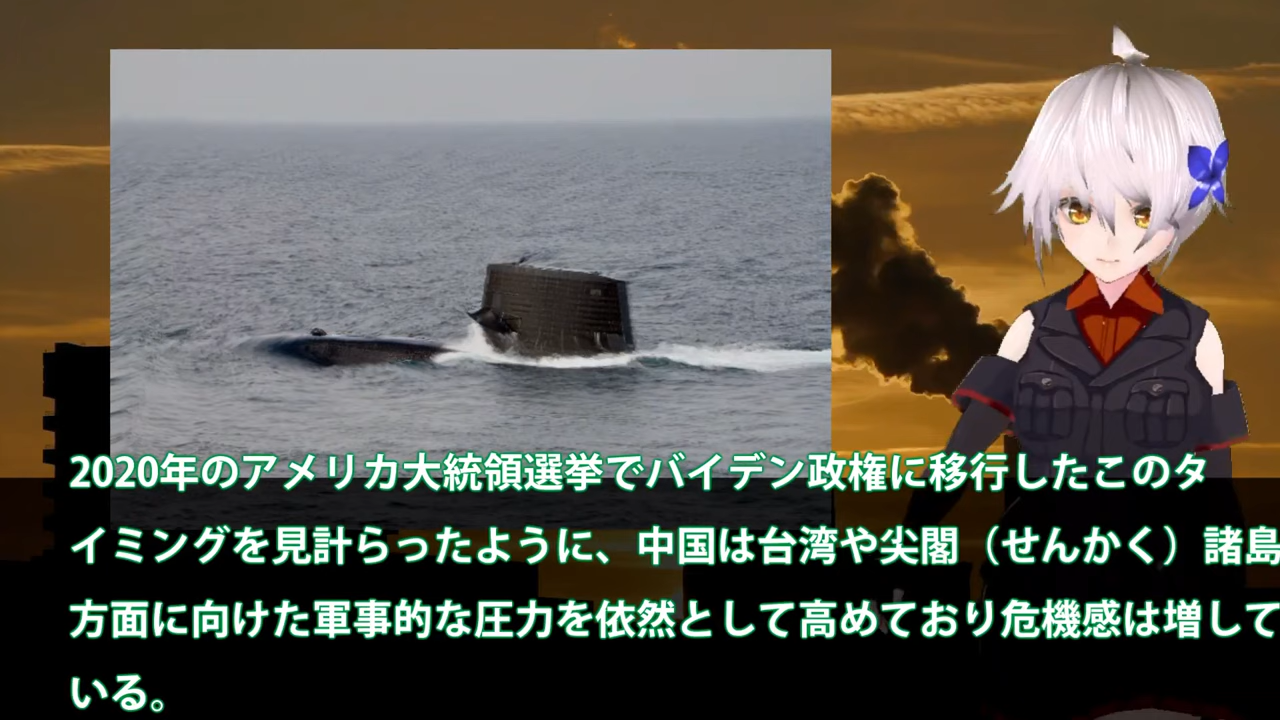 2020年のアメリカ大統領選挙でバイデン政権に移行したこのタ
イミングを見計らったように、中国は台湾や尖閣（せんかく）諸島
方面に向けた軍事的な圧力を依然として高めており危機感は増して
いる。